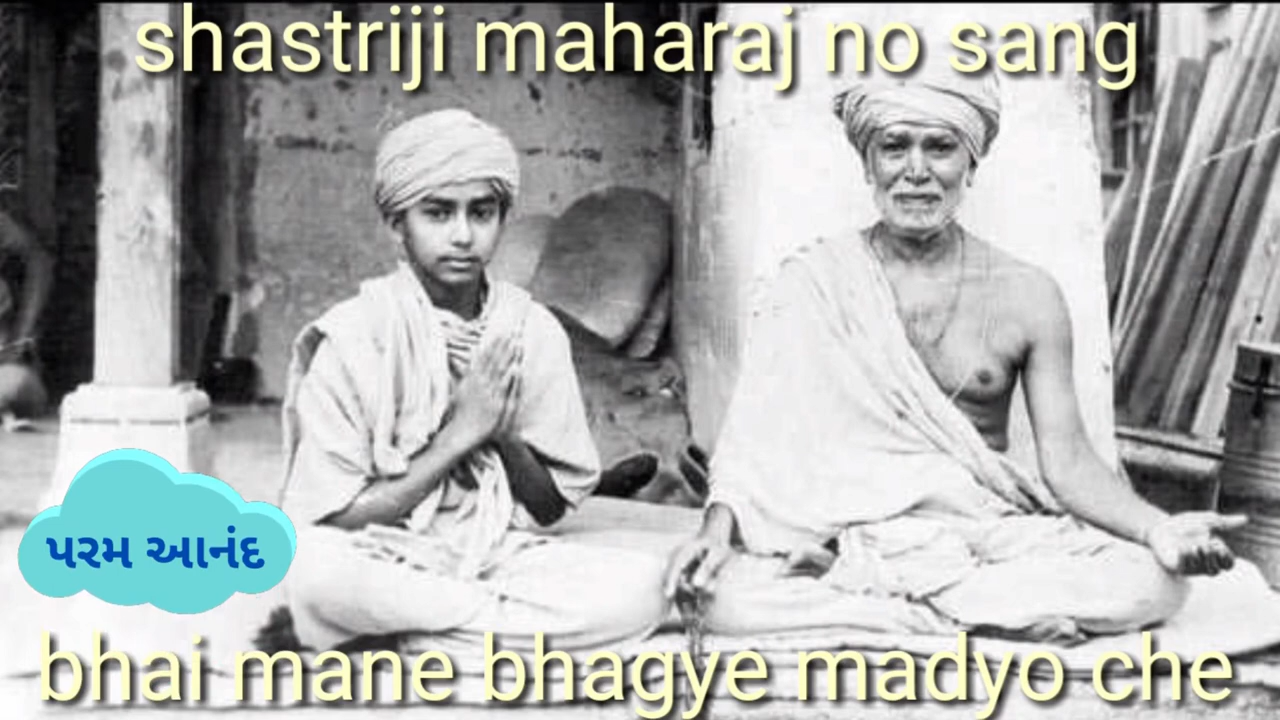 shastriji maharaj no sang
પરમ આનંદ
bhai mane bhagye madyo che